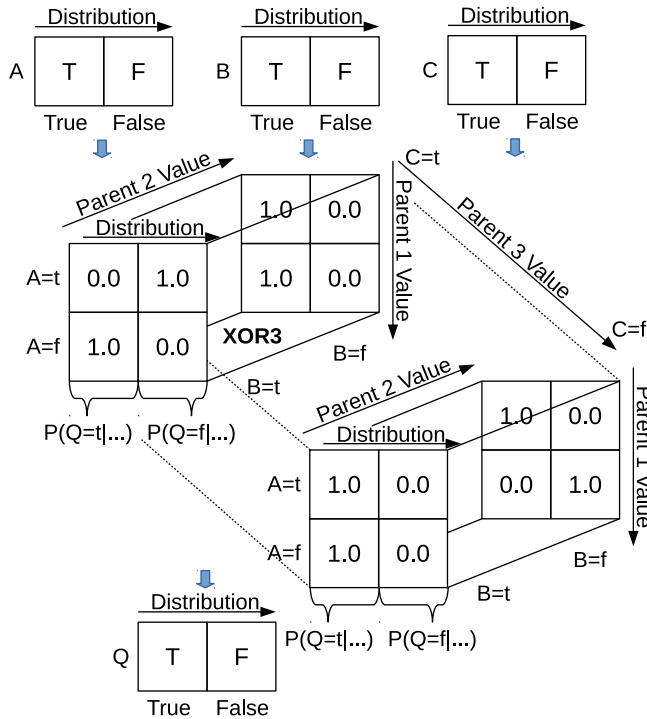 Distribution Distribution Distribution
A T F B T F C T F
True False True False True False
C=t
Parent 2 Value
Parent 1 Value
Parent 3 Value
1.0 0.0
Distribution
A=t 0.0 1.0 1.0 0.0
A=f 1.0 0.0 XOR3
C=f
B=f
B=t
P(Q=t|...) P(Q=f|...)
Parent 2 Value
Parent 1 Value
1.0 0.0
Distribution
A=t 1.0 0.0 0.0 1.0
A=f 1.0 0.0
B=f
B=t
P(Q=t|...) P(Q=f|...)
Distribution
Q T F
True False